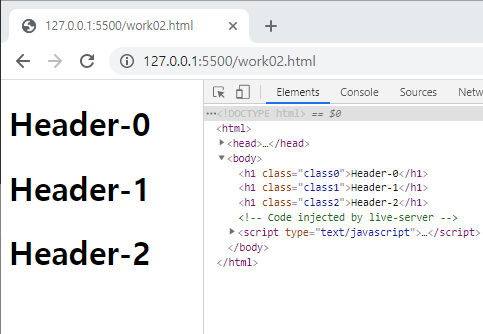 127.0.0.1:5500/work02.html
127.0.0.1:5500/work02.html
Header-0
Header-1
Header-2
Elements Console Sources Netw
…<!DOCTYPE html> == $0
<html>
<head>…</head>
<body>
<h1 class="class0">Header-0</h1>
<h1 class="class1">Header-1</h1>
<h1 class="class2">Header-2</h1>
<!-- Code injected by live-server -->
<script type="text/javascript">…</script>
</body>
</html>